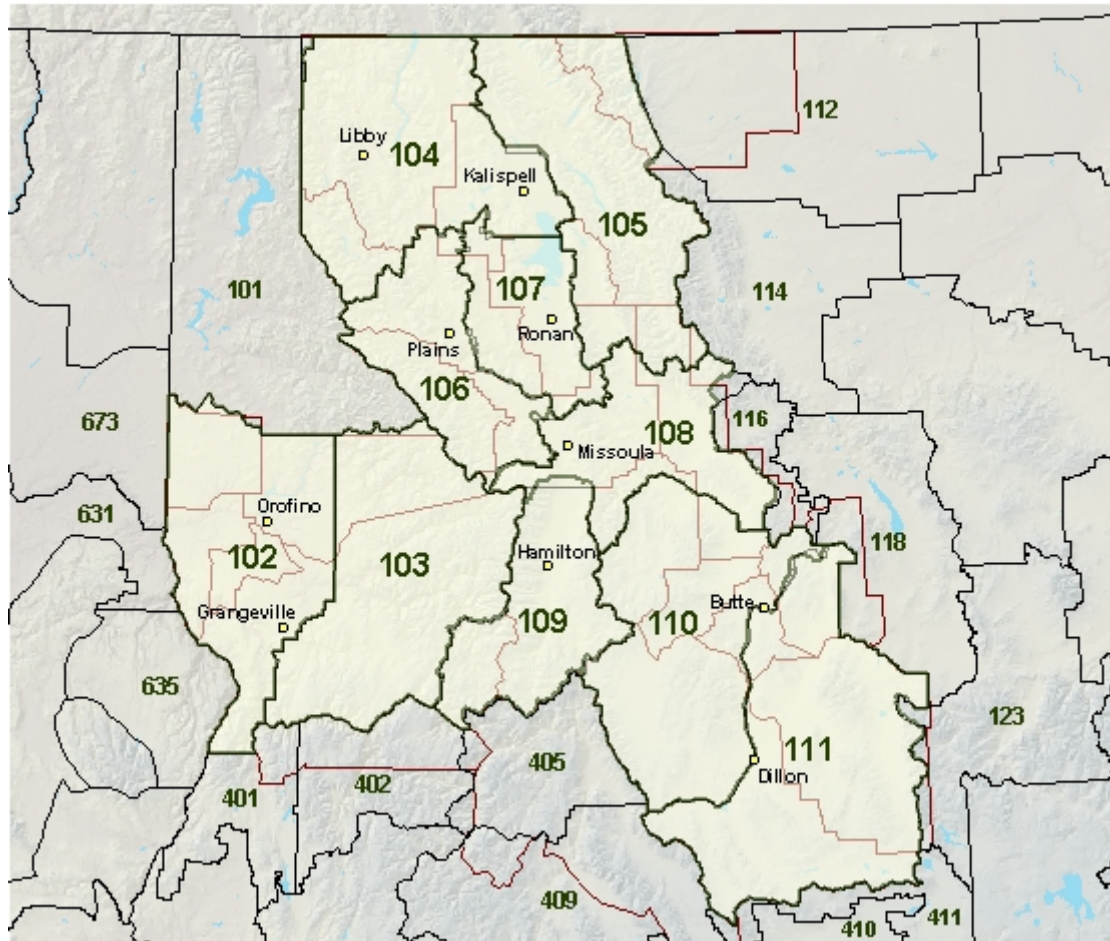 112
Libby
104
Kalispell
105
101
107
114
Ronan
Plains
106
116
673
108
Missoula
631
Orofino
118
102
103
Hamilton
Butte
Grangeville
109
110
635
123
111
405
Dillon
402
401
409
411
410